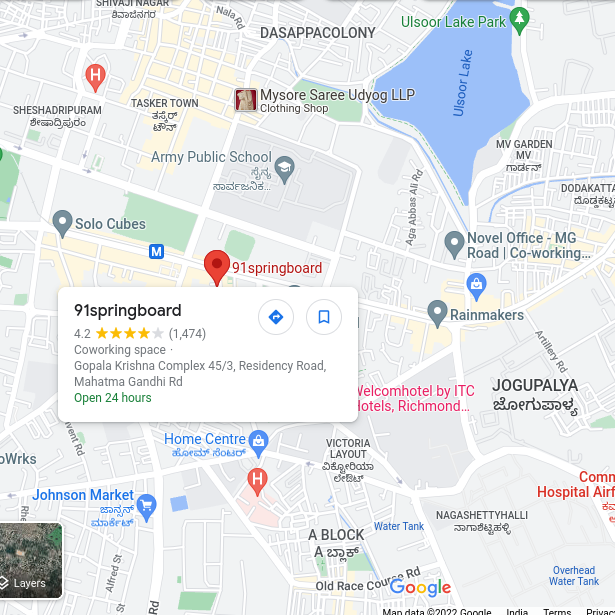 SHIVAJI NAGAR
ಶಿವಾಜಿನಗರ
Nala Rd
DASAPPACOLONY
Ulsoor Lake Park
Ulsoor Lake
H
SHESHADRIPURAM
ಶೇಷಾದ್ರಿಪುರಂ
TASKER TOWN
ತಸ್ಕೆರ್
ಟೌನ್
Mysore Saree Udyog LLP
Clothing Shop
MV GARDEN
MV
ಗಾರ್ಡನ್
Army Public School
ಸೈನ್ಯ
ಸಾರ್ವಜನಿಕ...
Aga Abbas Ali Rd
DODAKATTA
ದೊಡ್ಡಕಟ್ಟ
Solo Cubes
M
Novel Office - MG
Road | Co-working...
91springboard
91springboard
4.2 (1,474)
Coworking space ·
Gopala Krishna Complex 45/3, Residency Road,
Mahatma Gandhi Rd
Open 24 hours
Rainmakers
Artillery Rd
JOGUPALYA
ಜೋಗುಪಾಳ್ಯ
Welcomhotel by ITC
Hotels, Richmond...
vent Rd
Home Centre
ಹೋಮ್ ಸೆಂಟರ್
VICTORIA
LAYOUT
ವಿಕ್ಟೋರಿಯಾ
ಲೇಔಟ್
oWrks
H
Comm
Hospital Airf
Johnson Market
ಜಾನ್ಸನ್
ಮಾರ್ಕೆಟ್
Rhe
NAGASHETTYHALLI
ನಾಗಾಶೆಟ್ಟಿಹಳ್ಳಿ
Water Tank
A BLOCK
A ಬ್ಲಾಕ್
Overhead
Water Tank
Layers
Alfred St
Rd
Old Race Course Rd
Google
Map data ©2022 Google India Terms Privac